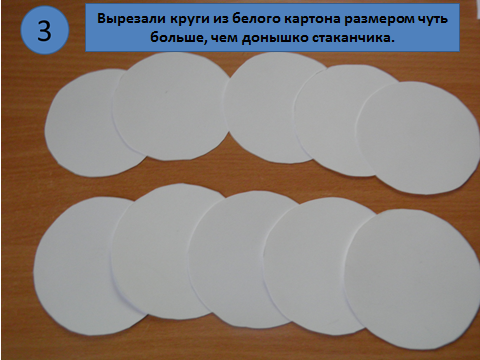 3
Вырезали круги из белого картона размером чуть
больше, чем донышко стаканчика.